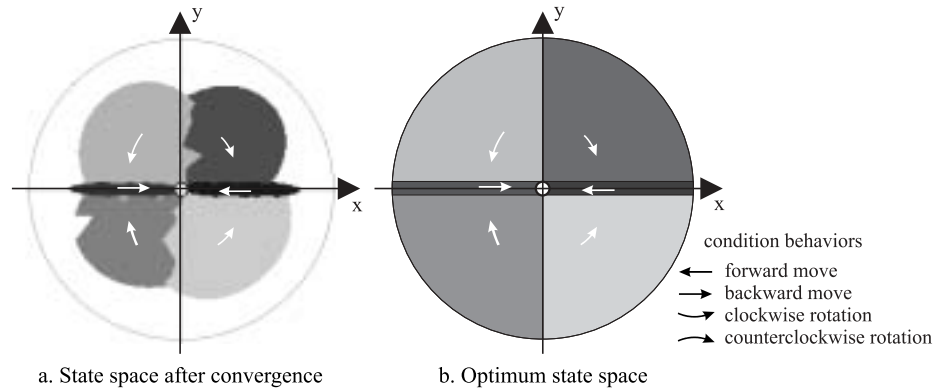 y
x
a. State space after convergence
y
x
b. Optimum state space
condition behaviors
forward move
backward move
clockwise rotation
counterclockwise rotation